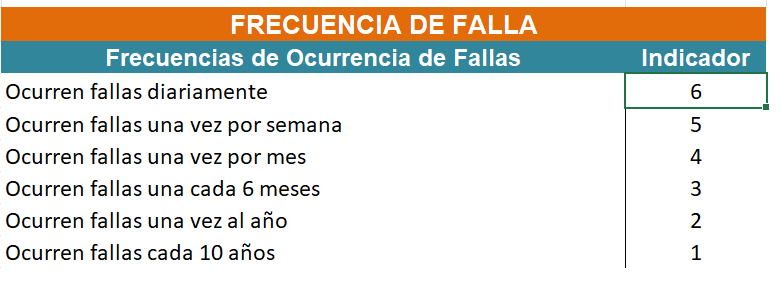 FRECUENCIA DE FALLA
Frecuencias de Ocurrencia de Fallas Indicador
Ocurren fallas diariamente 6
Ocurren fallas una vez por semana 5
Ocurren fallas una vez por mes 4
Ocurren fallas una cada 6 meses 3
Ocurren fallas una vez al año 2
Ocurren fallas cada 10 años 1